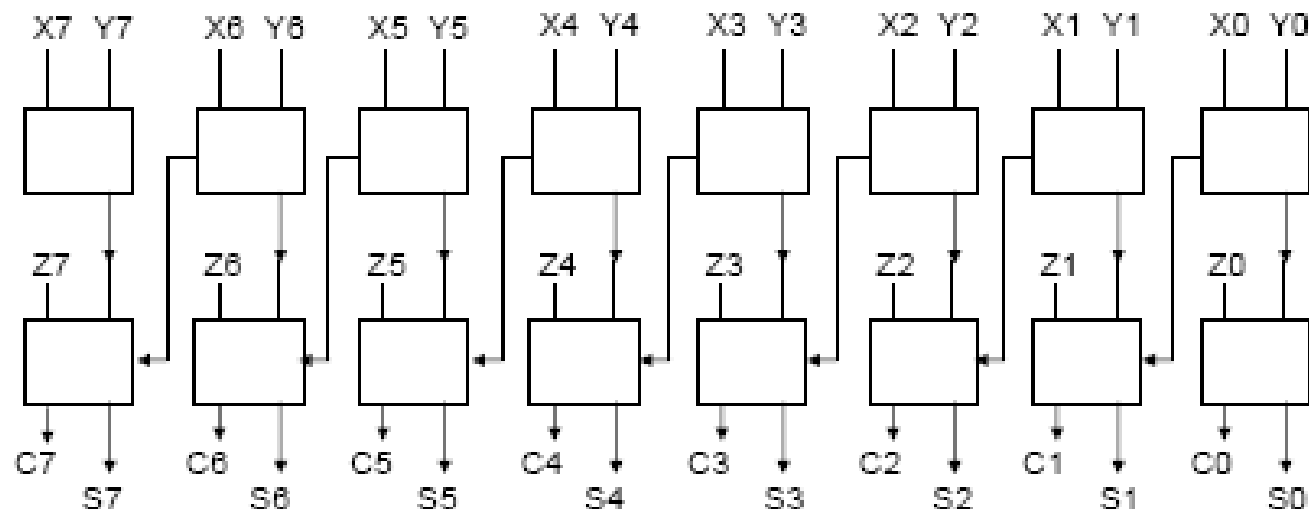 X7 Y7 X6 Y6 X5 Y5 X4 Y4 X3 Y3 X2 Y2 X1 Y1 X0 Y0
Z7 Z6 Z5 Z4 Z3 Z2 Z1 Z0
C7 C6 C5 C4 C3 C2 C1 C0
S7 S6 S5 S4 S3 S2 S1 S0